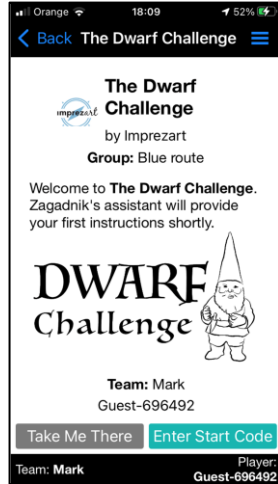 Orange 18:09 52%
Back The Dwarf Challenge
The Dwarf
Challenge
ımprezart
by Imprezart
Group: Blue route
Welcome to The Dwarf Challenge.
Zagadnik's assistant will provide
your first instructions shortly.
DWARF
Challenge
Team: Mark
Guest-696492
Take Me There Enter Start Code
Team: Mark
Player:
Guest-696492